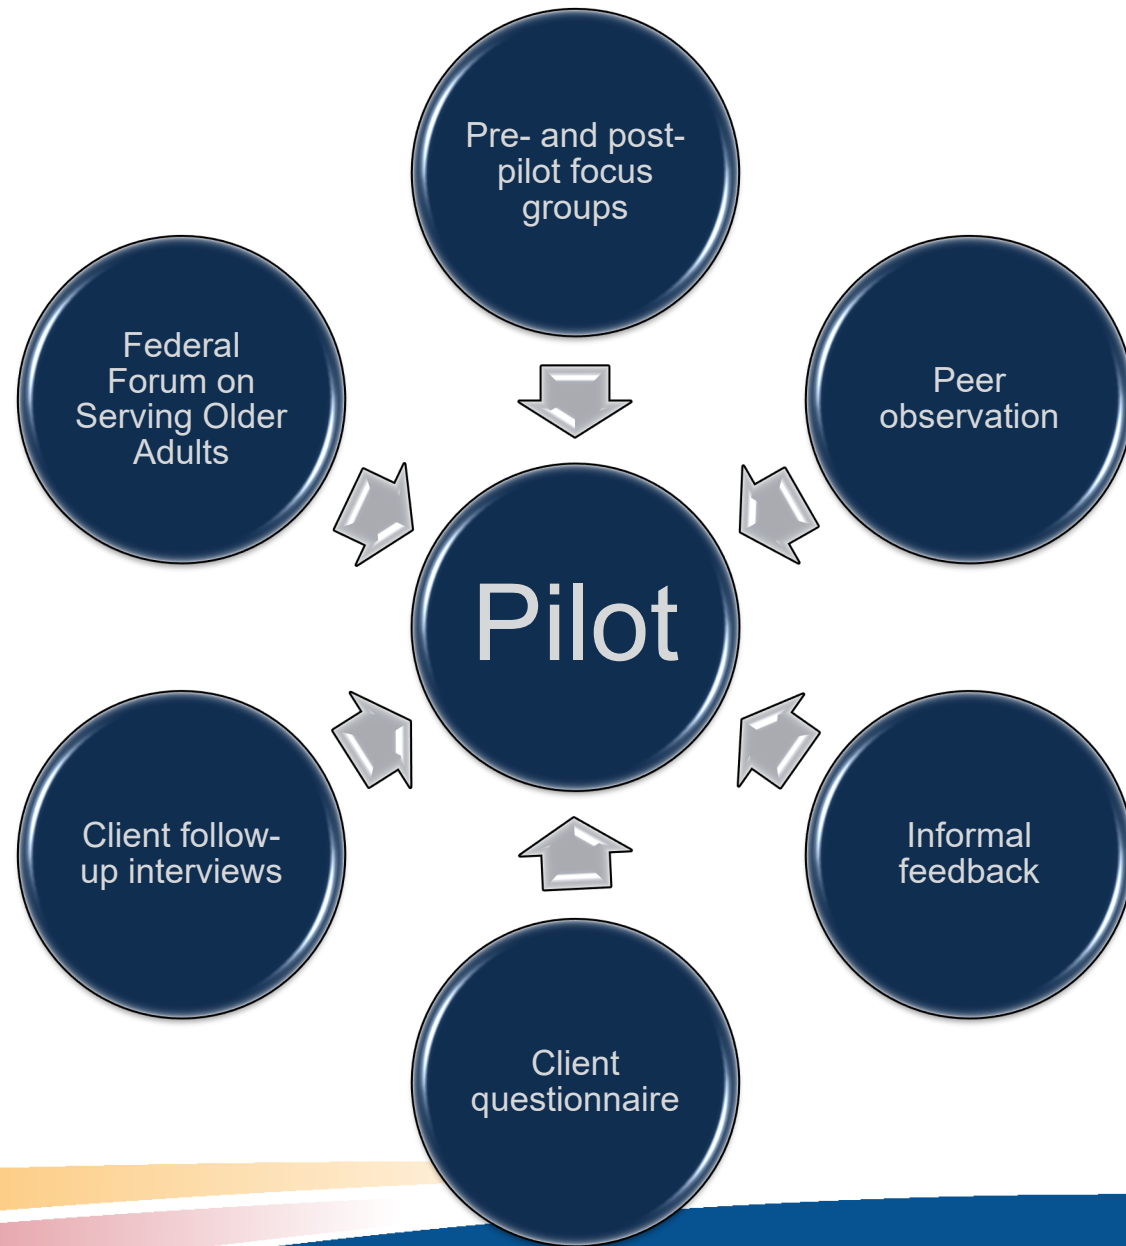 Pre- and post-
pilot focus
groups
Federal
Forum on
Serving Older
Adults
Peer
observation
Pilot
Client follow-
up interviews
Informal
feedback
Client
questionnaire